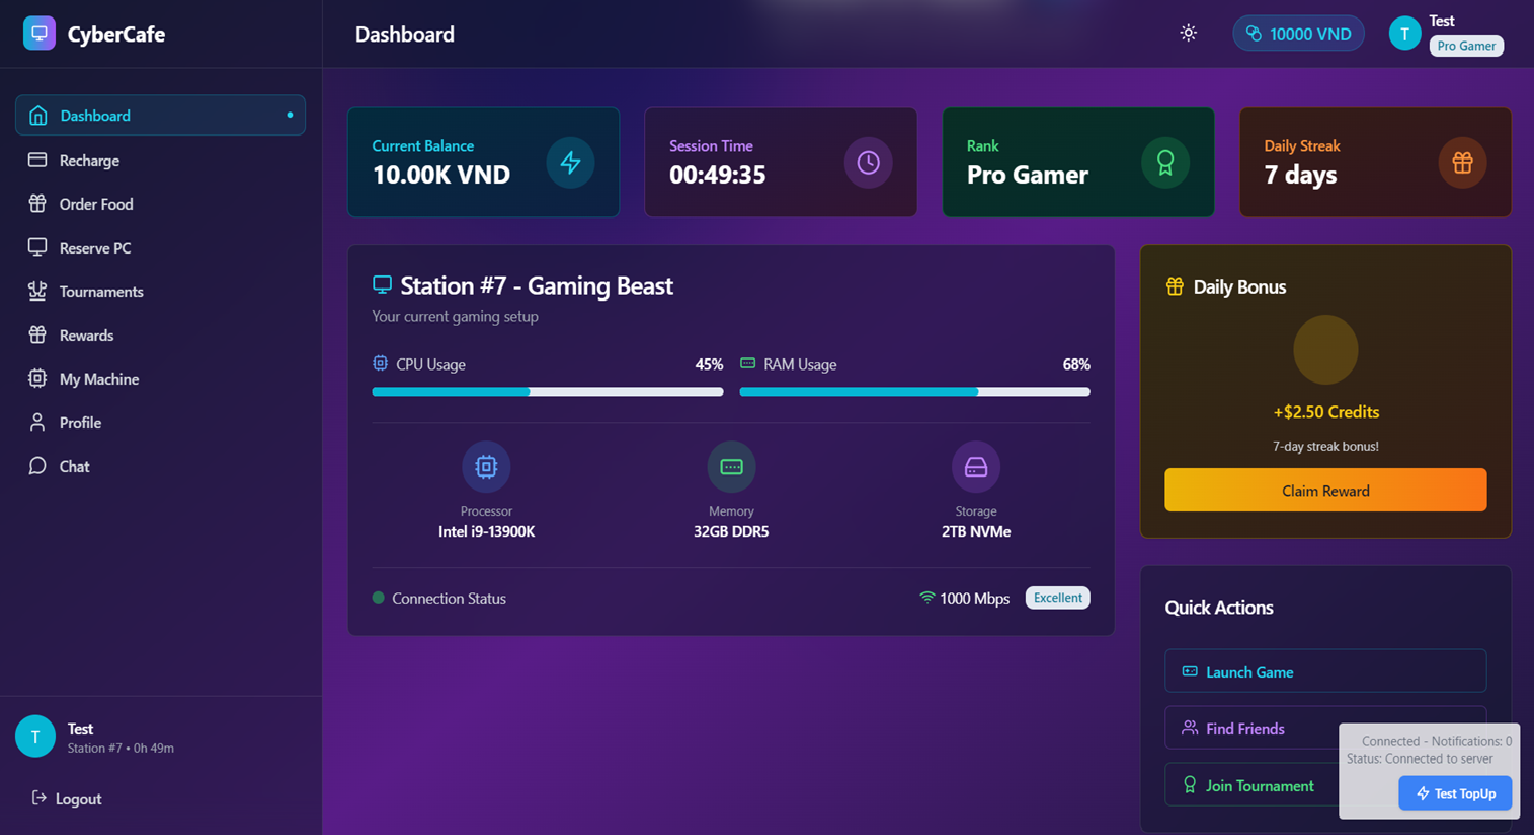 CyberCafe
Dashboard
10000 VND
T
Test
Pro Gamer
Dashboard
Recharge
Order Food
Reserve PC
Tournaments
Rewards
My Machine
Profile
Chat
T
Test
Station #7 • 0h 49m
Logout
Current Balance
10.00K VND
Session Time
00:49:35
Rank
Pro Gamer
Daily Streak
7 days
Station #7 - Gaming Beast
Your current gaming setup
CPU Usage
45%
RAM Usage
68%
Processor
Intel i9-13900K
Memory
32GB DDR5
Storage
2TB NVMe
Connection Status
1000 Mbps
Excellent
Daily Bonus
+$2.50 Credits
7-day streak bonus!
Claim Reward
Quick Actions
Launch Game
Find Friends
Join Tournament
Connected - Notifications: 0
Status: Connected to server
Test TopUp